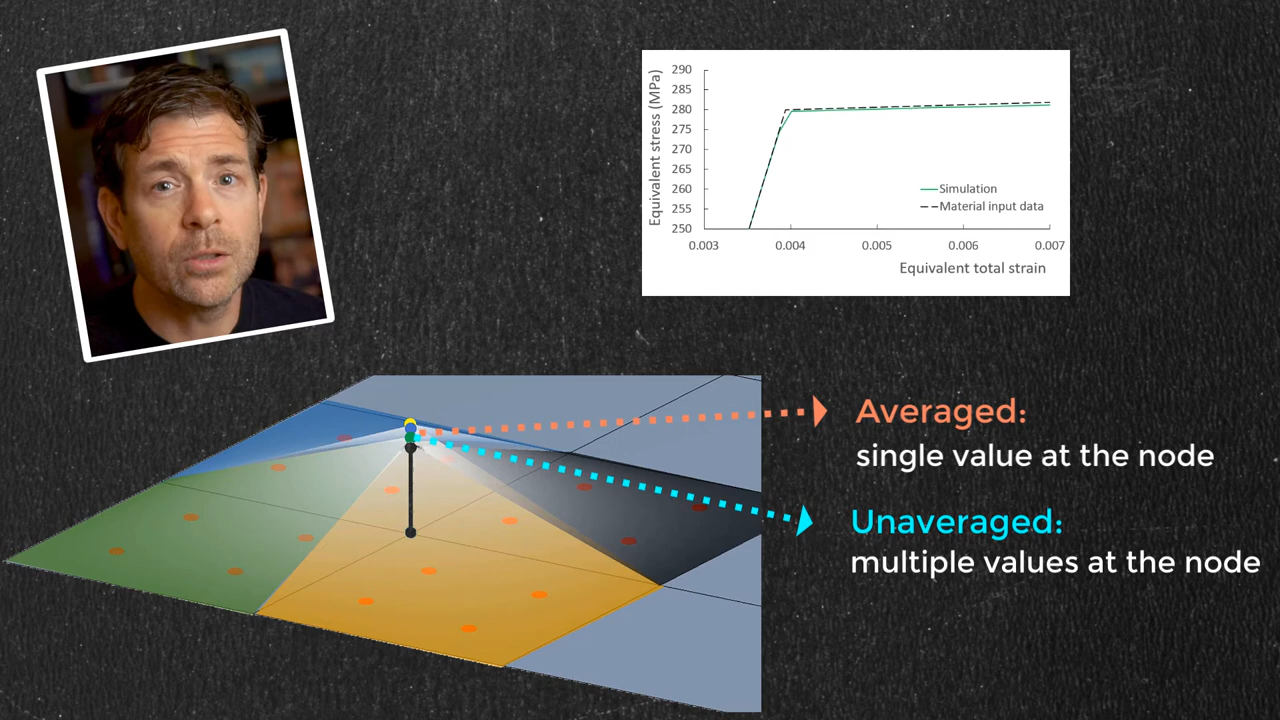 290
285
280
275
270
265
260
255
250
Equivalent stress (MPa)
Simulation
Material input data
0.003 0.004 0.005 0.006 0.007
Equivalent total strain
Averaged:
single value at the node
Unaveraged:
multiple values at the node